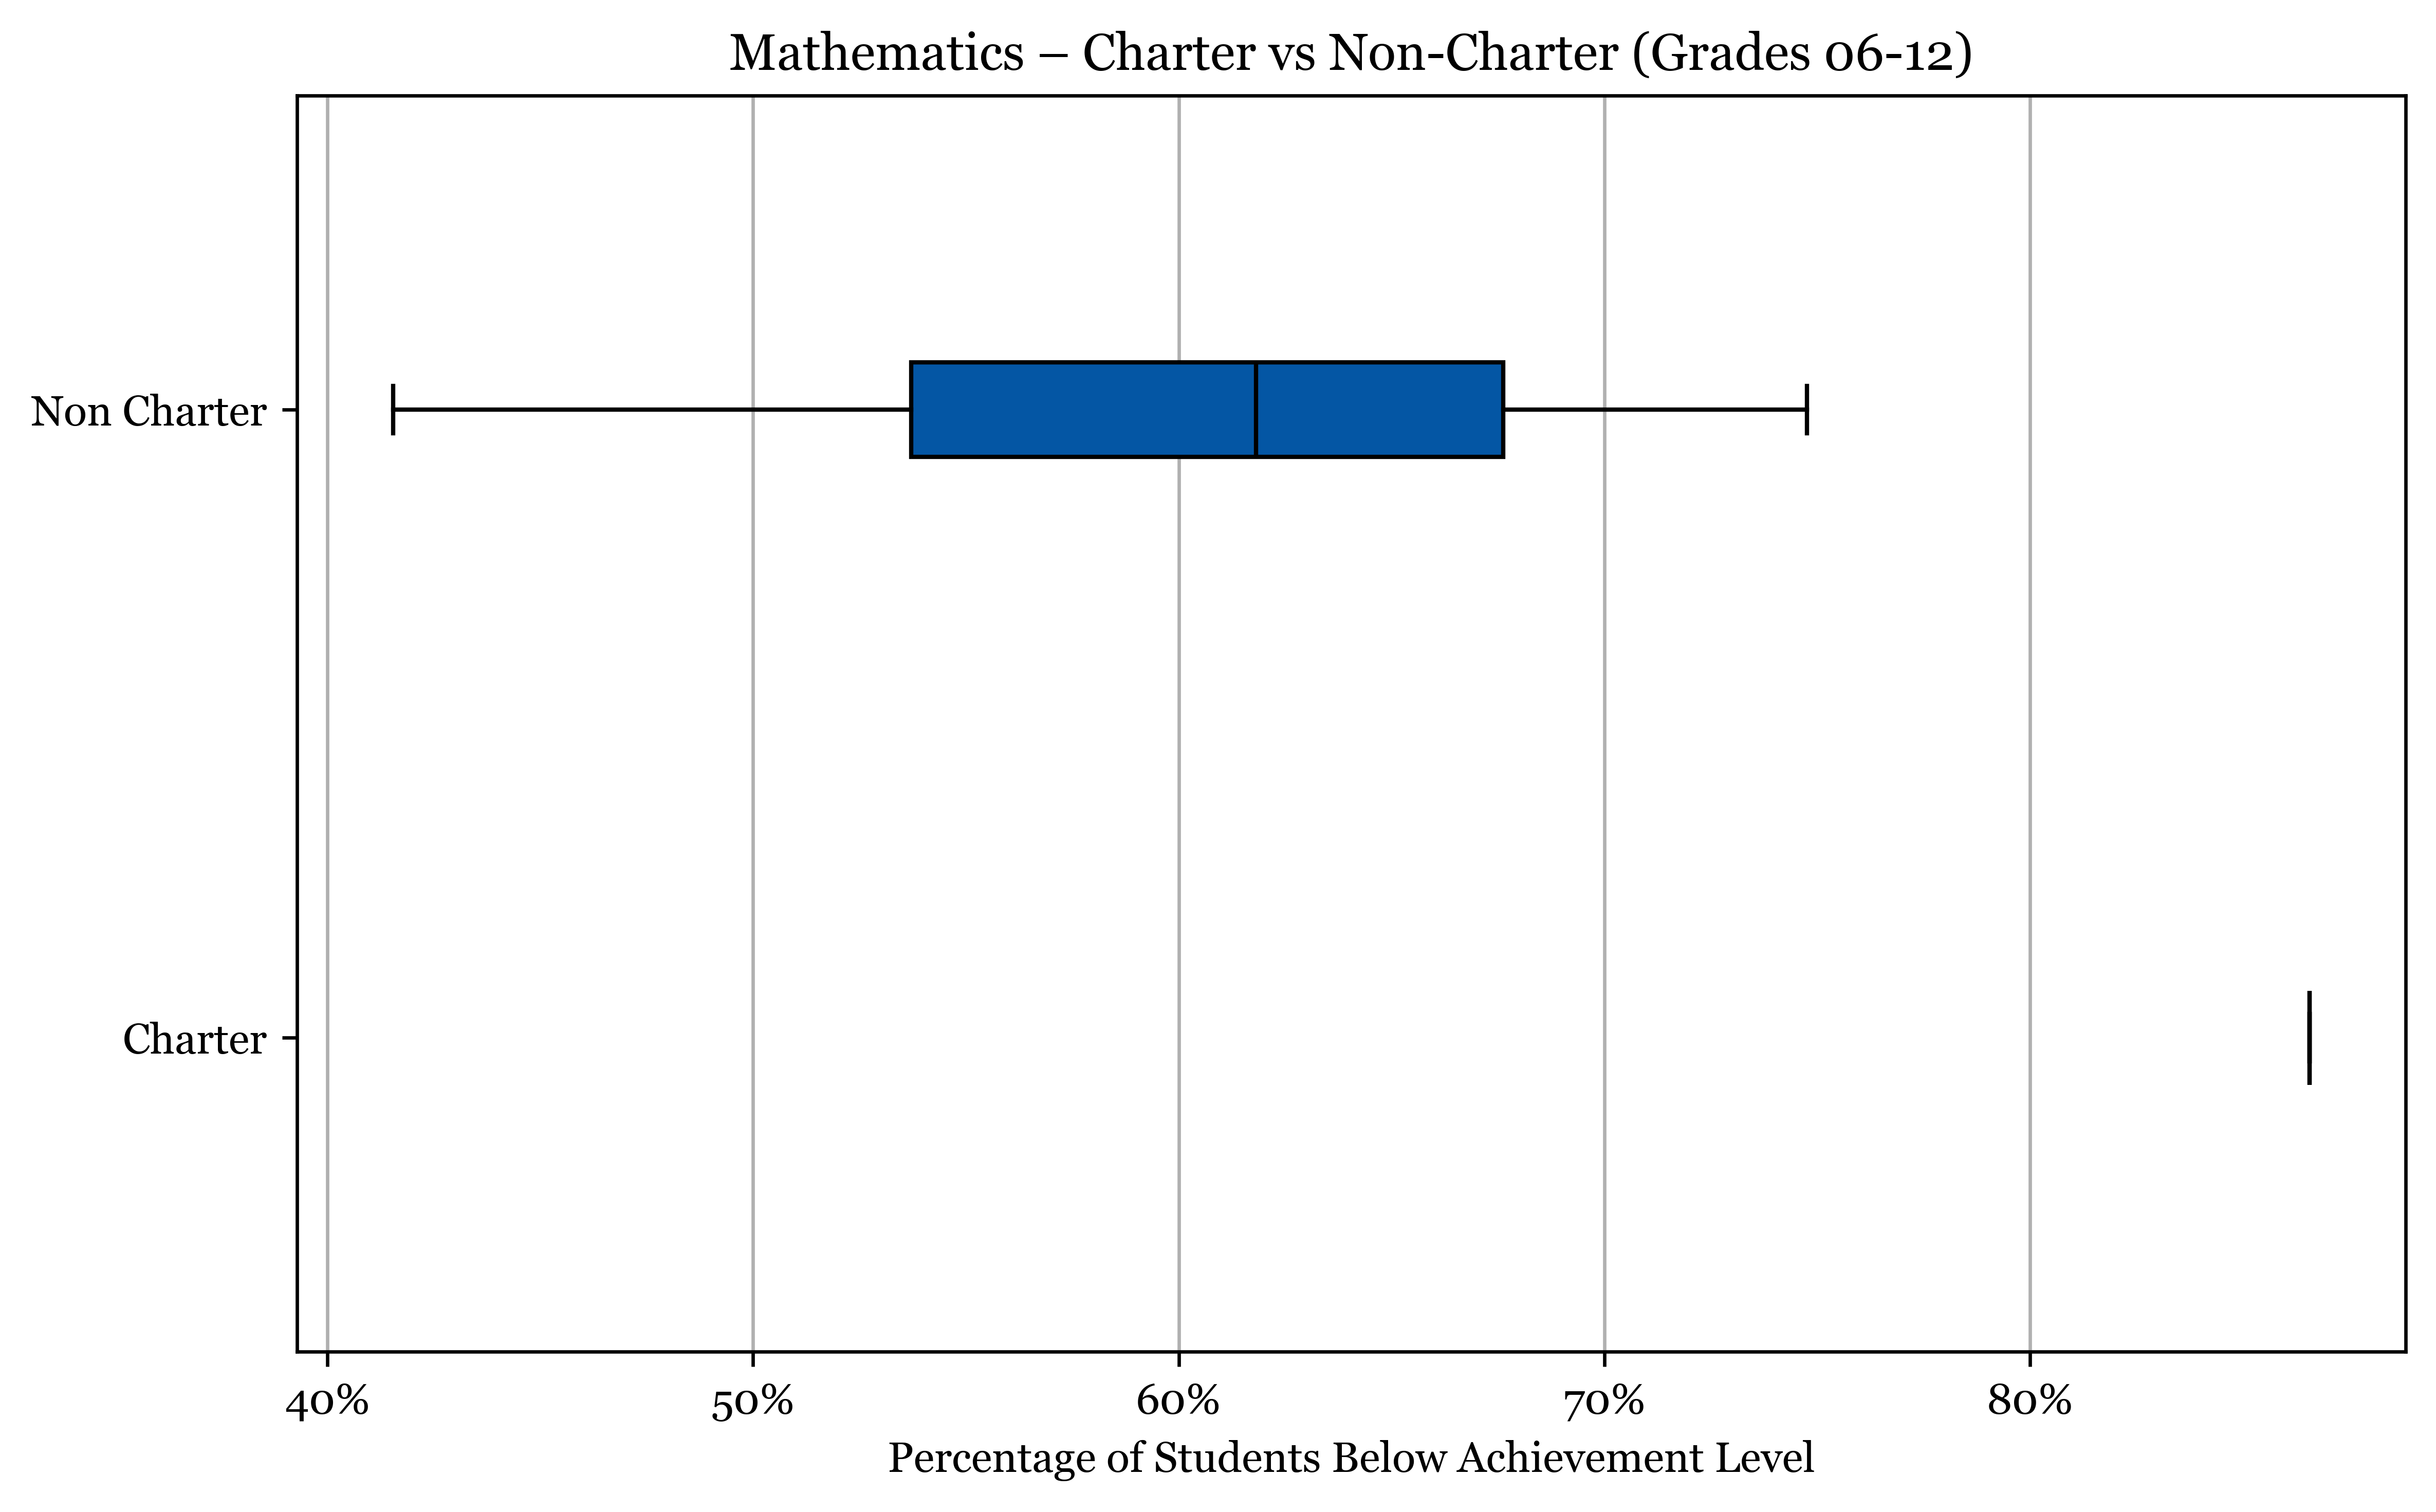 Mathematics – Charter vs Non-Charter (Grades 06-12)
Non Charter
Charter
40% 50% 60% 70% 80%
Percentage of Students Below Achievement Level